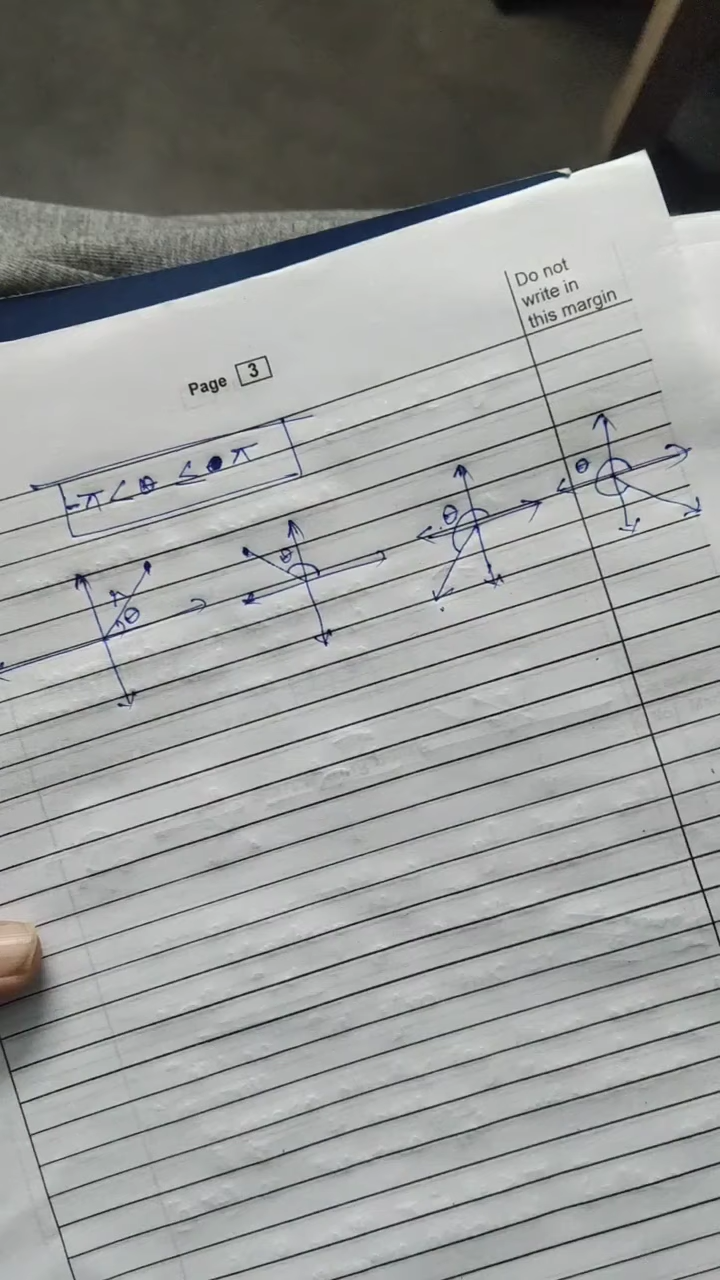 Do not
write in
this margin
Page 3
-π < θ ≤ π
r θ
θ
θ
θ